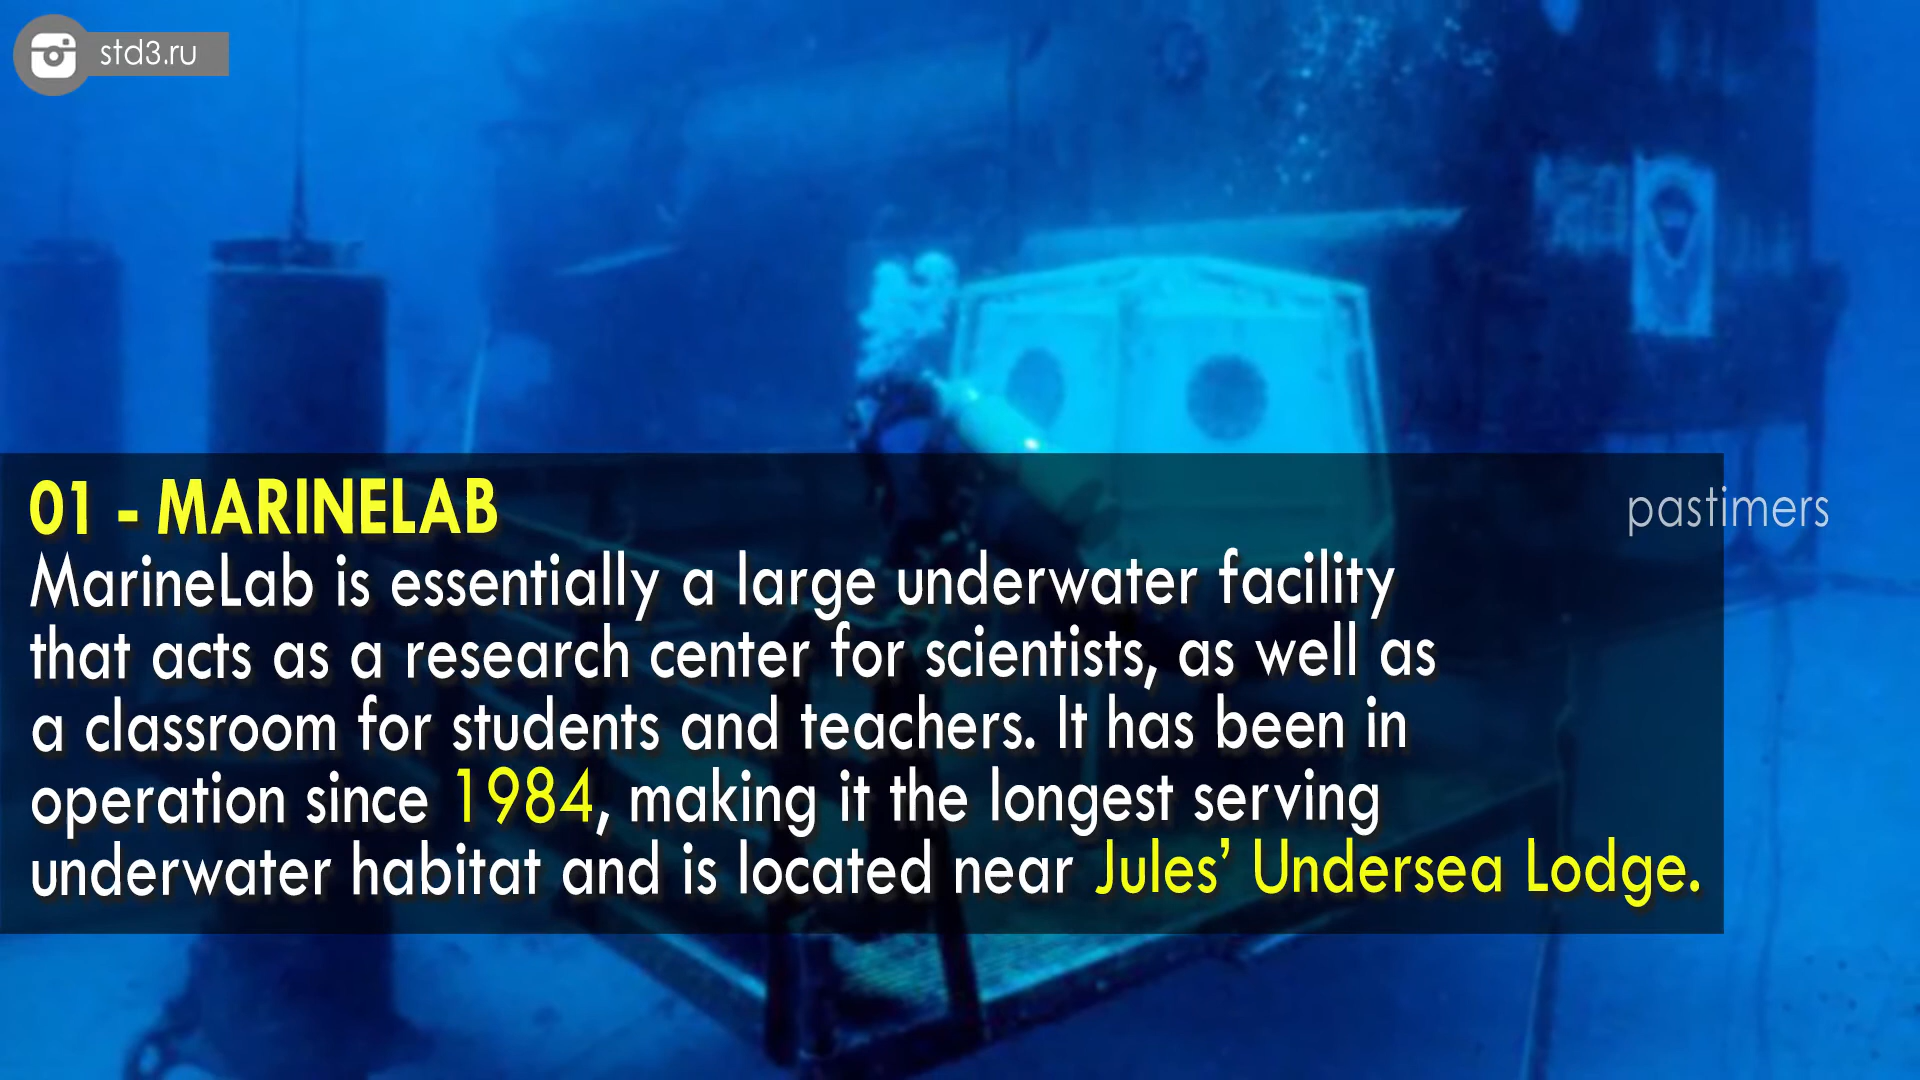 std3.ru
01 - MARINELAB
pastimers
MarineLab is essentially a large underwater facility
that acts as a research center for scientists, as well as
a classroom for students and teachers. It has been in
operation since 1984, making it the longest serving
underwater habitat and is located near Jules’ Undersea Lodge.